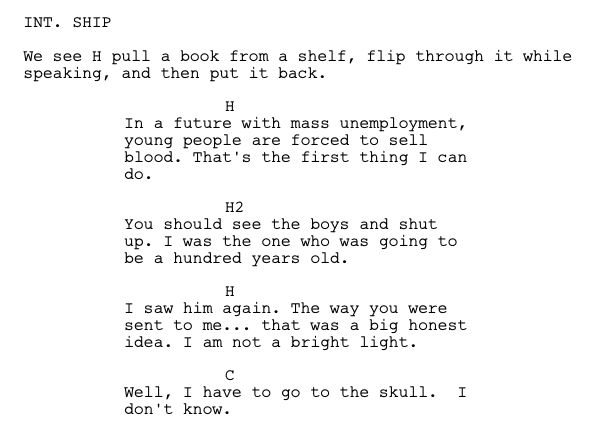 INT. SHIP
We see H pull a book from a shelf, flip through it while
speaking, and then put it back.
H
In a future with mass unemployment,
young people are forced to sell
blood. That's the first thing I can
do.
H2
You should see the boys and shut
up. I was the one who was going to
be a hundred years old.
H
I saw him again. The way you were
sent to me... that was a big honest
idea. I am not a bright light.
C
Well, I have to go to the skull. I
don't know.